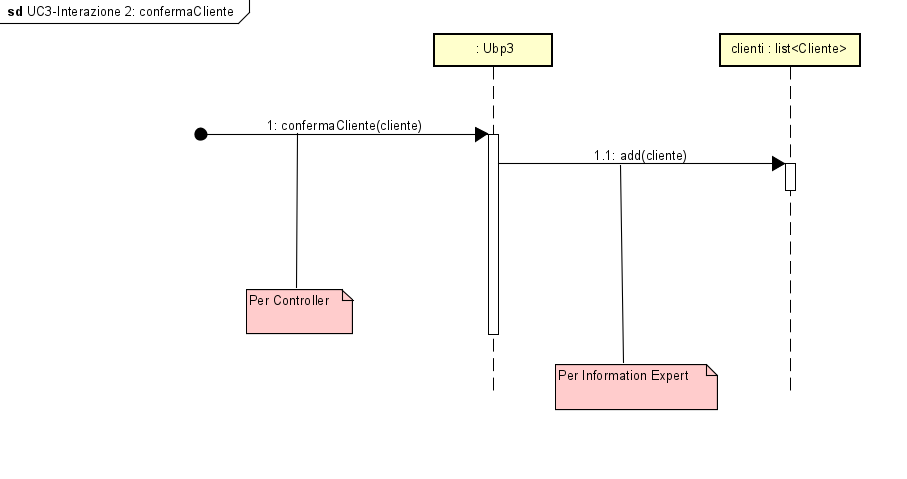 sd UC3-Interazione 2: confermaCliente
: Ubp3
clienti : list<Cliente>
1: confermaCliente(cliente)
1.1: add(cliente)
Per Controller
Per Information Expert